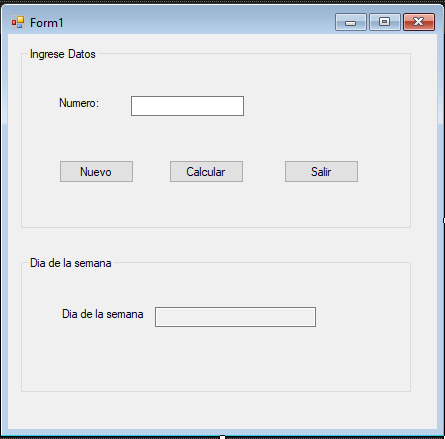 Form1
Ingrese Datos
Numero:
Nuevo Calcular Salir
Dia de la semana
Dia de la semana